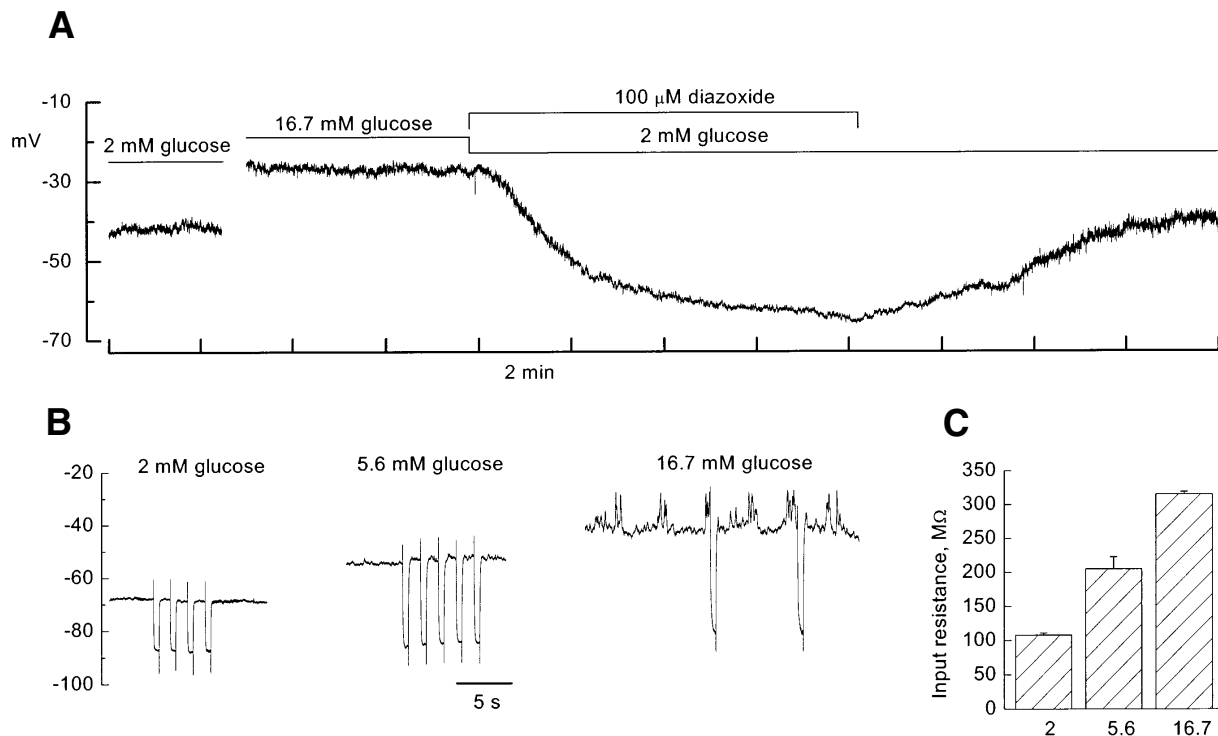 A
-10
mV
-30
-50
-70
2 mM glucose
16.7 mM glucose
100 µM diazoxide
2 mM glucose
2 min
B
-20
-40
-60
-80
-100
2 mM glucose
5.6 mM glucose
16.7 mM glucose
5 s
C
Input resistance, MΩ
350
300
250
200
150
100
50
0
2 5.6 16.7